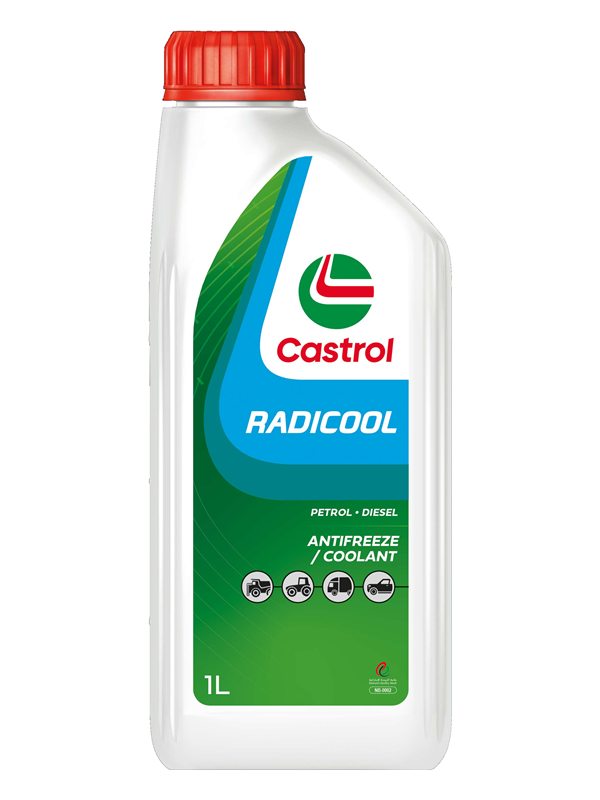 Castrol
RADICOOL
PETROL • DIESEL
ANTIFREEZE
/ COOLANT
1L